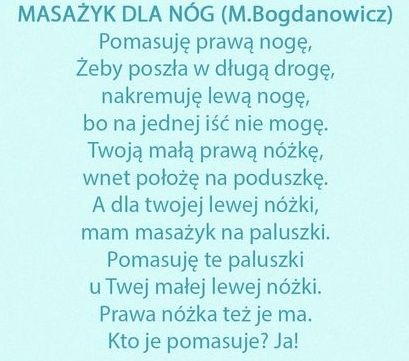 MASAŻYK DLA NÓG (M.Bogdanowicz)
Pomasuję prawą nogę,
Żeby poszła w długą drogę,
nakremuję lewą nogę,
bo na jednej iść nie mogę.
Twoją małą prawą nóżkę,
wnet położę na poduszkę.
A dla twojej lewej nóżki,
mam masażyk na paluszki.
Pomasuję te paluszki
u Twej małej lewej nóżki.
Prawa nóżka też je ma.
Kto je pomasuje? Ja!